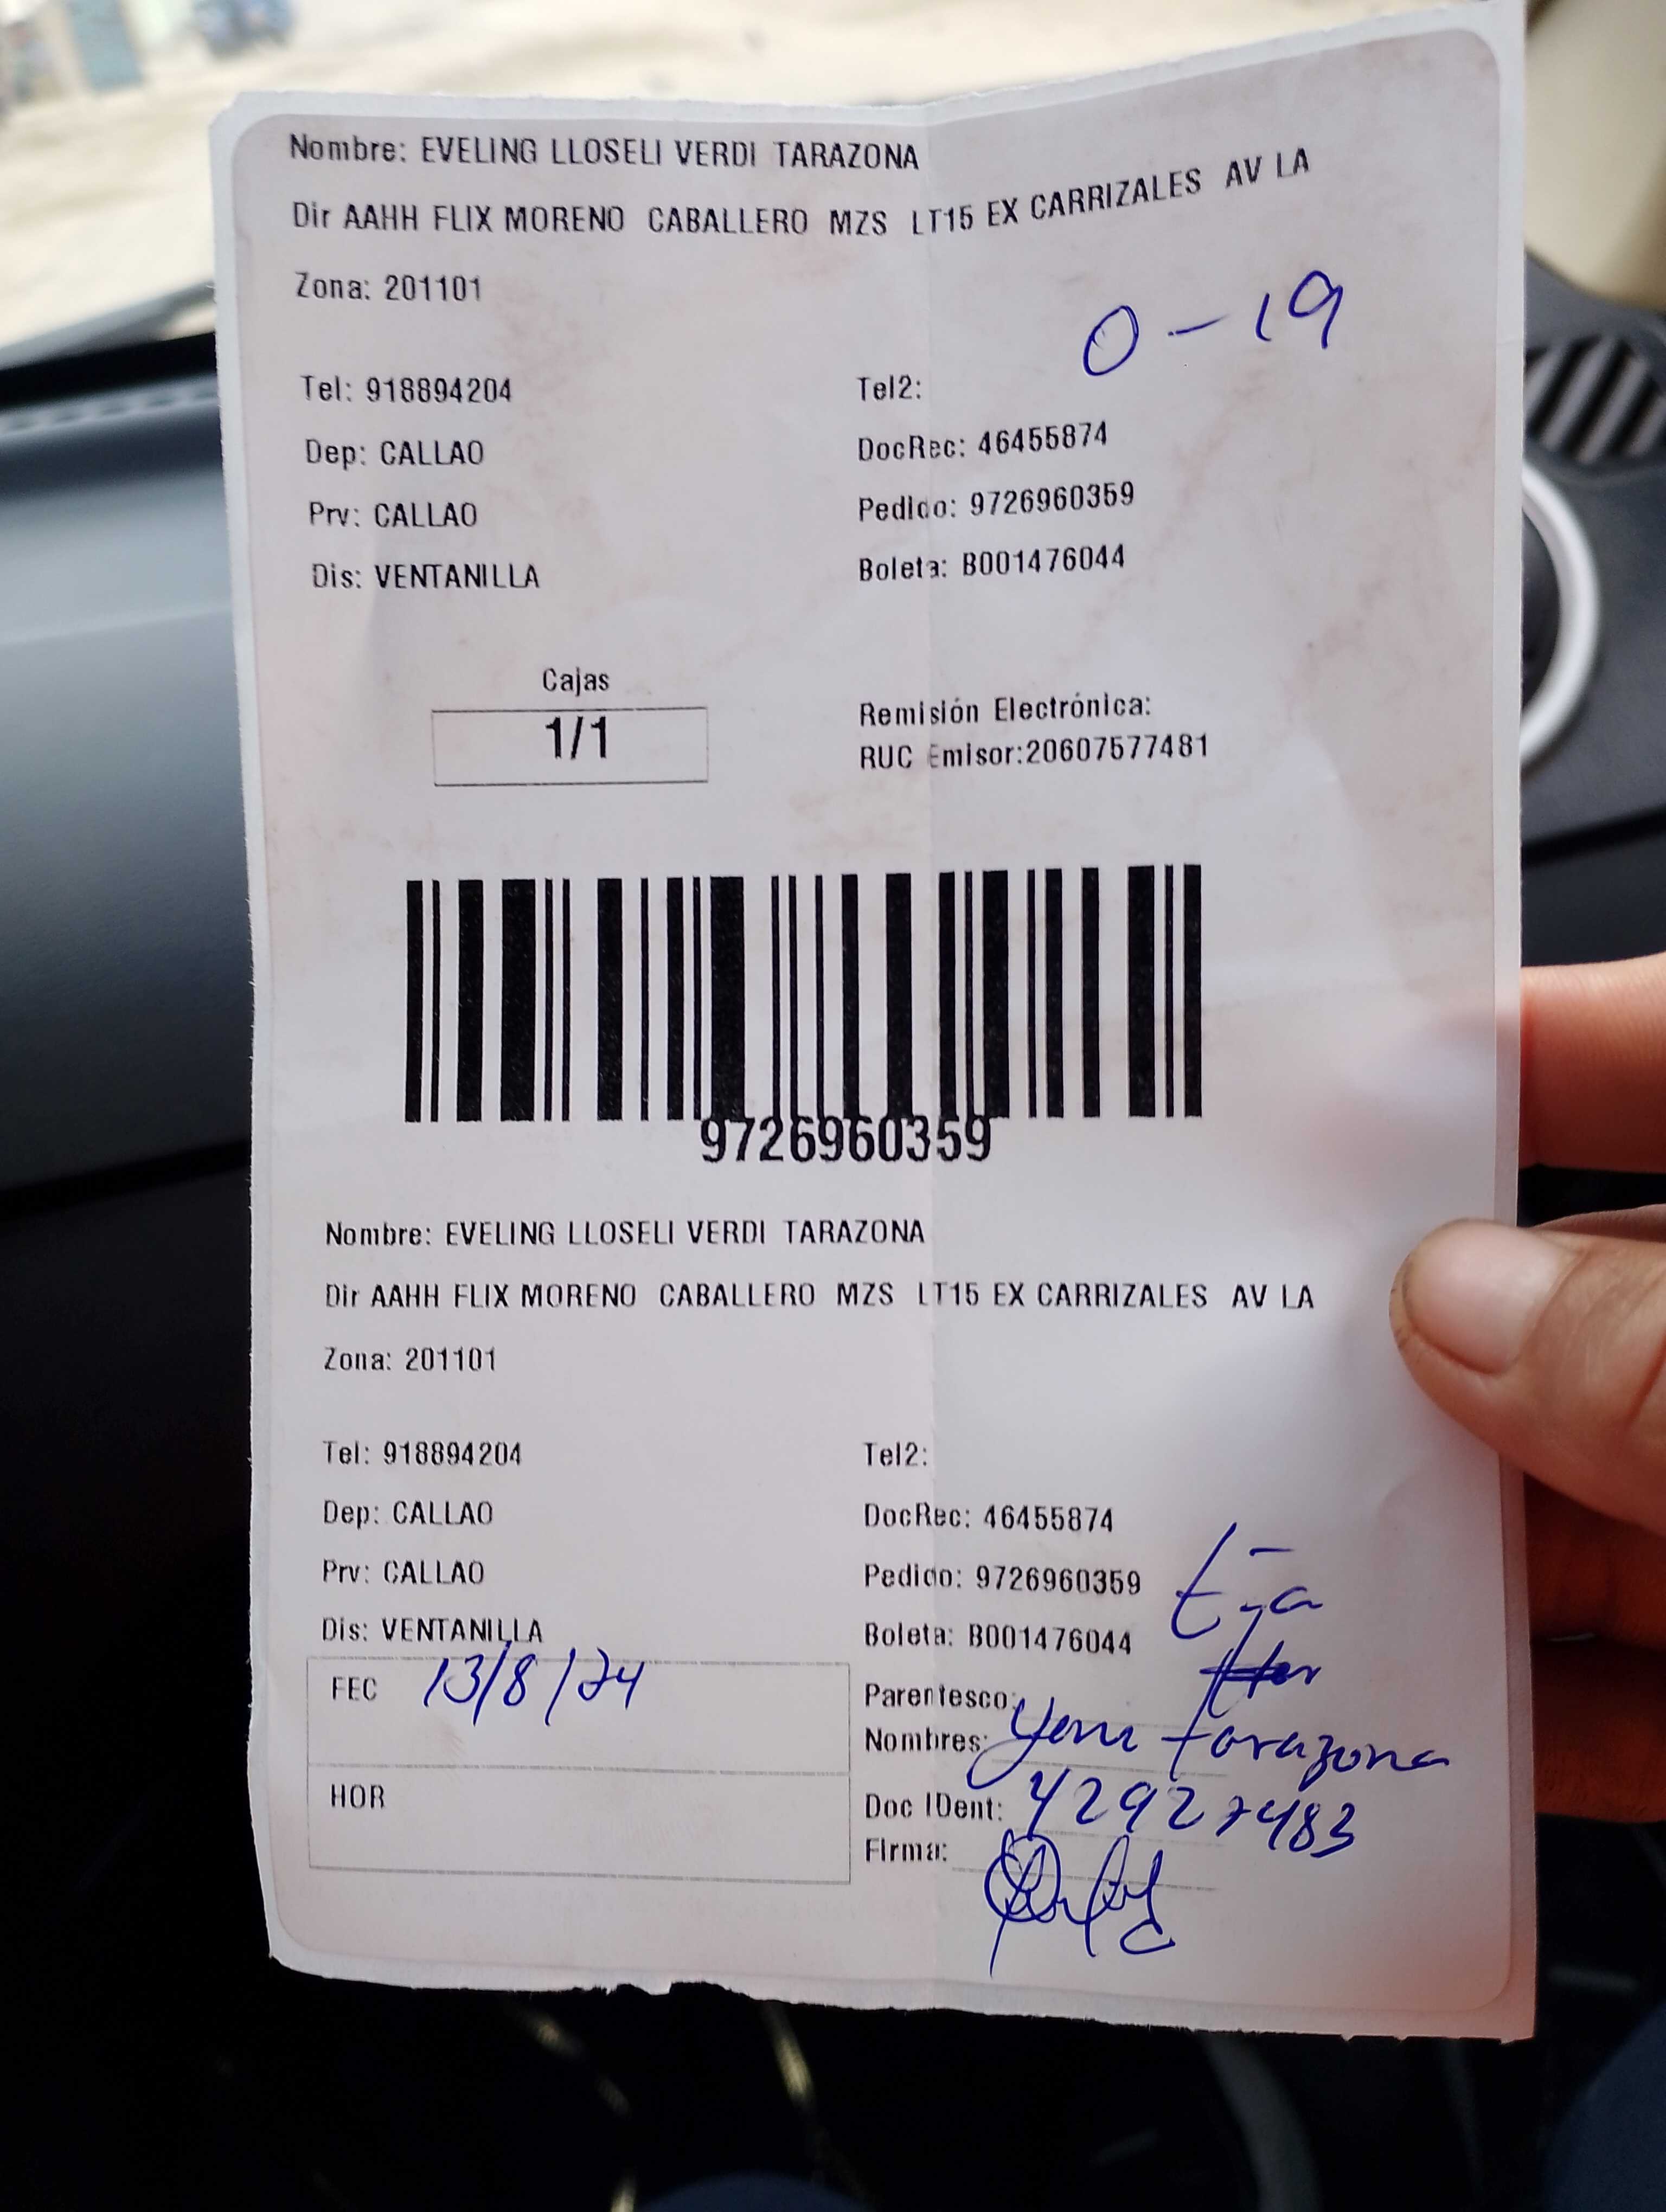 Nombre: EVELING LLOSELI VERDI TARAZONA
Dir AAHH FLIX MORENO CABALLERO MZS LT15 EX CARRIZALES AV LA
Zona: 201101
0-19
Tel: 918894204 Tel2:
Dep: CALLAO DocRec: 46455874
Prv: CALLAO Pedido: 9726960359
Dis: VENTANILLA Boleta: B001476044
Cajas
1/1
Remisión Electrónica:
RUC Emisor:20607577481
9726960359
Nombre: EVELING LLOSELI VERDI TARAZONA
Dir AAHH FLIX MORENO CABALLERO MZS LT15 EX CARRIZALES AV LA
Zona: 201101
Tel: 918894204 Tel2:
Dep: CALLAO DocRec: 46455874
Prv: CALLAO Pedido: 9726960359
Dis: VENTANILLA Boleta: B001476044
FEC 13/8/24
Parentesco:
Nombres: Yeni tarazona
HOR
Doc IDent: 42927483
Firma: